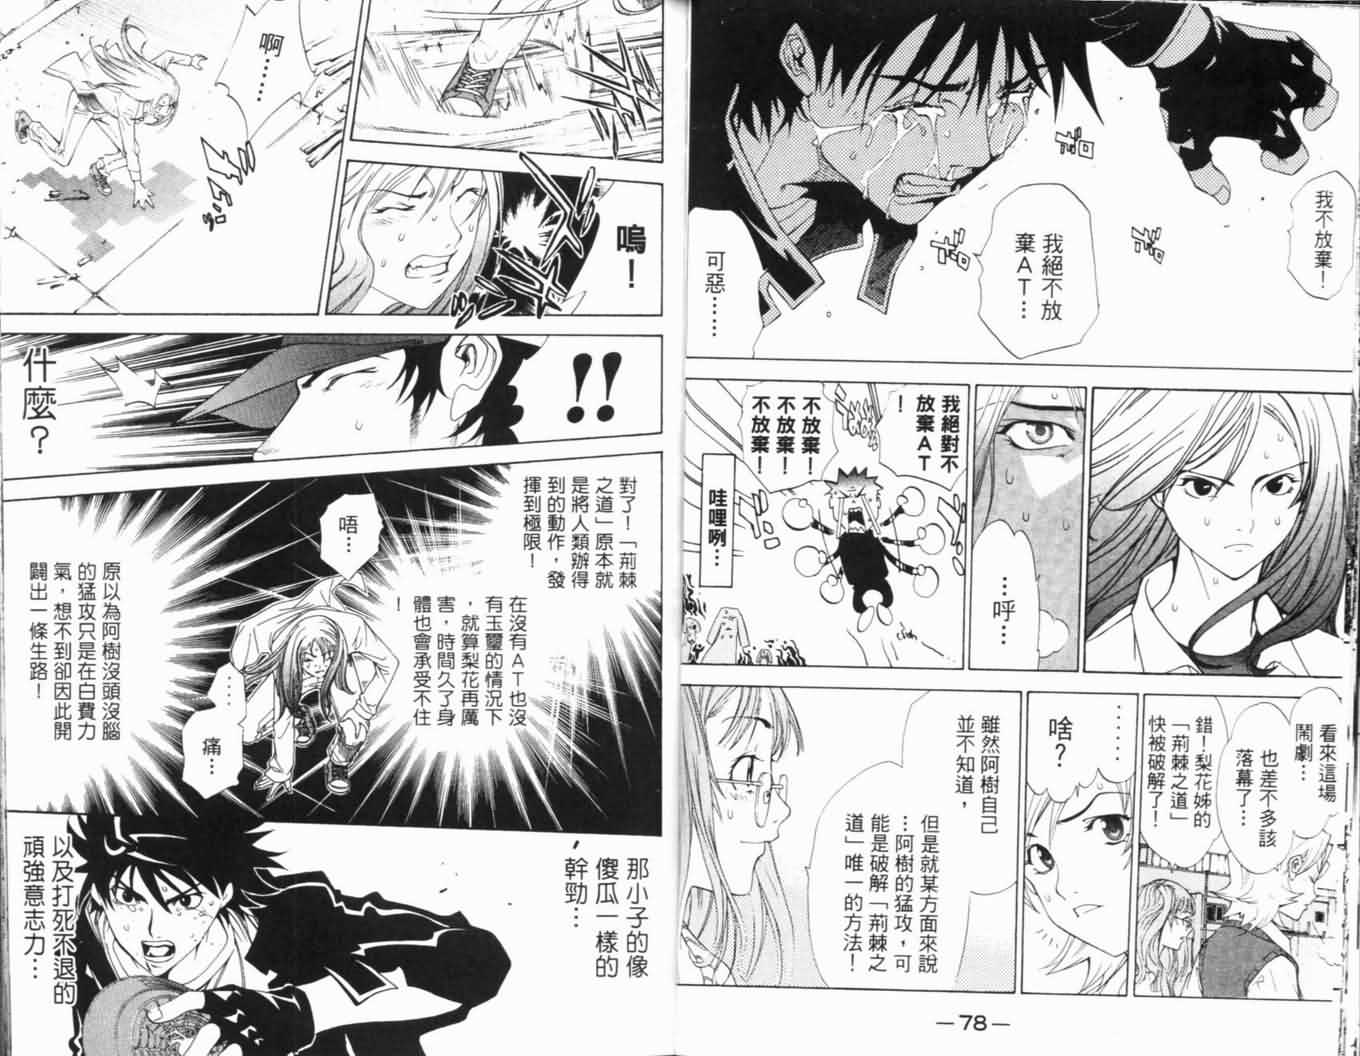 我不放棄！
我絕不放
棄AT…
可惡……
呼…
我絕對不
放棄AT
！
不放棄！
不放棄！
不放棄！
哇哩咧…
看來這場
鬧劇…
也差不多該
落幕了…
錯！梨花姊的
「荊棘之道」
快被破解了！
……
啥？
雖然阿樹自己
並不知道，
但是就某方面來說
…阿樹的猛攻，可
能是破解「荊棘之
道」唯一的方法！
—78—
啊……
嗚！
！！
什麼？
對了！「荊棘
之道」原本就
是將人類辦得
到的動作，發
揮到極限！
唔…
在沒有AT也沒
有玉璽的情況下
，就算梨花再厲
害，時間久了身
體也會承受不住
！
……
痛…
原以為阿樹沒頭沒腦
的猛攻只是在白費力
氣，想不到卻因此開
闢出一條生路！
那小子的像
傻瓜一樣的
幹勁…
以及打死不退的
頑強意志力…